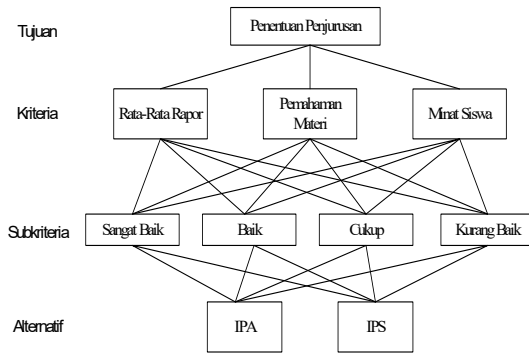 Tujuan
Penentuan Penjurusan
Kriteria
Rata-Rata Rapor
Pemahaman
Materi
Minat Siswa
Subkriteria
Sangat Baik
Baik
Cukup
Kurang Baik
Alternatif
IPA
IPS